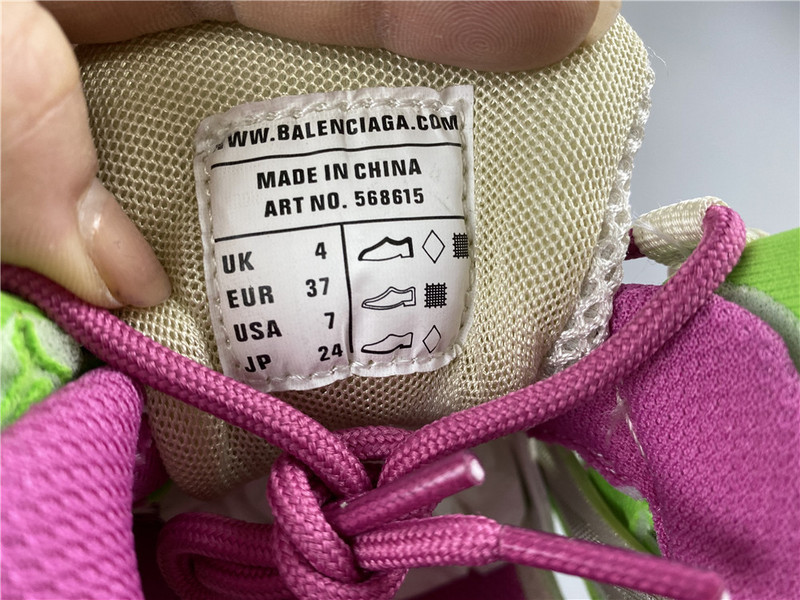 WWW.BALENCIAGA.COM
MADE IN CHINA
ART NO. 568615
UK 4
EUR 37
USA 7
JP 24